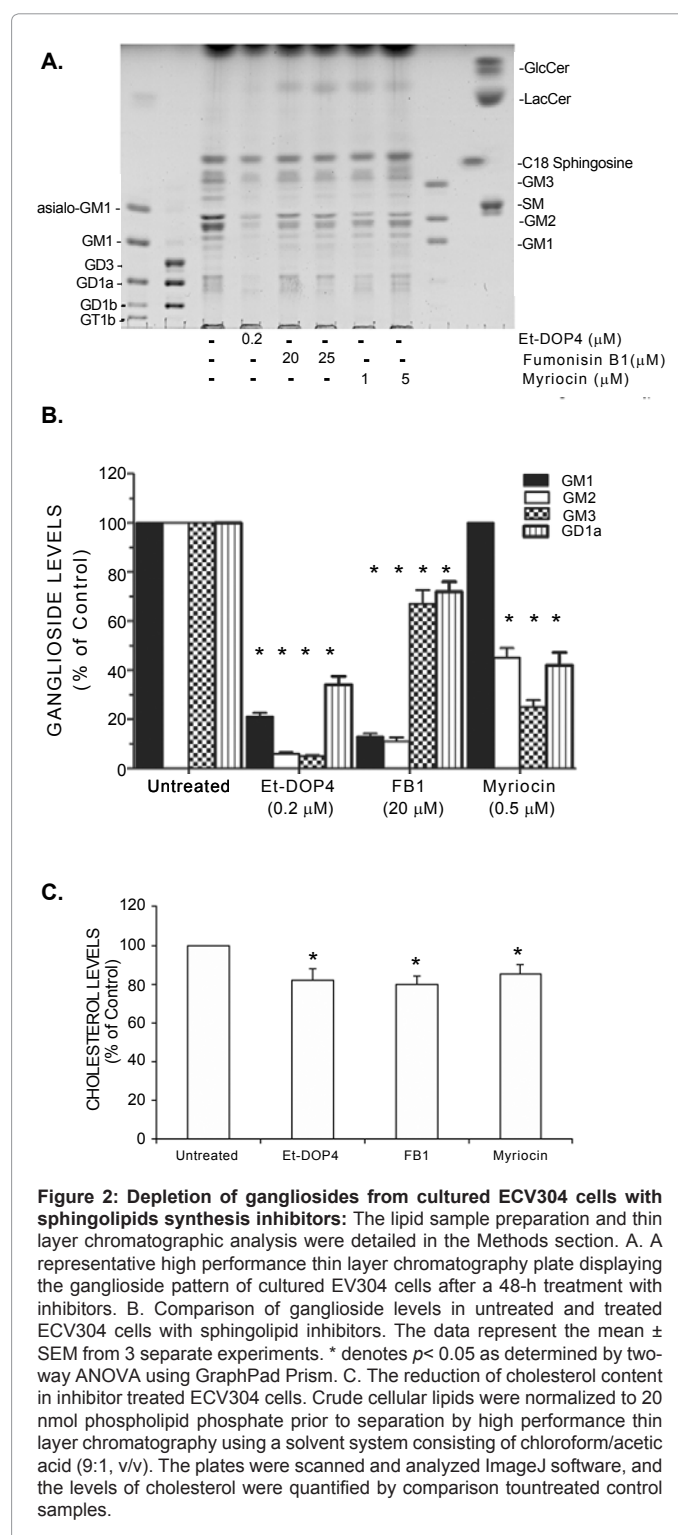 A.
-GlcCer
-LacCer
-C18 Sphingosine
-GM3
asialo-GM1 -
-SM
-GM2
GM1 -
-GM1
GD3 -
GD1a -
GD1b -
GT1b -
- 0.2 - - - - Et-DOP4 (μM)
- - 20 25 - - Fumonisin B1(μM)
- - - - 1 5 Myriocin (μM)
B.
120
100
80
60
40
20
0
GANGLIOSIDE LEVELS
(% of Control)
GM1
GM2
GM3
GD1a
* * * *
* * * *
* * *
Untreated Et-DOP4 FB1 Myriocin
(0.2 μM) (20 μM) (0.5 μM)
C.
120
100
80
60
40
20
0
CHOLESTEROL LEVELS
(% of Control)
* * *
Untreated Et-DOP4 FB1 Myriocin
Figure 2: Depletion of gangliosides from cultured ECV304 cells with
sphingolipids synthesis inhibitors: The lipid sample preparation and thin
layer chromatographic analysis were detailed in the Methods section. A. A
representative high performance thin layer chromatography plate displaying
the ganglioside pattern of cultured EV304 cells after a 48-h treatment with
inhibitors. B. Comparison of ganglioside levels in untreated and treated
ECV304 cells with sphingolipid inhibitors. The data represent the mean ±
SEM from 3 separate experiments. * denotes p< 0.05 as determined by two-
way ANOVA using GraphPad Prism. C. The reduction of cholesterol content
in inhibitor treated ECV304 cells. Crude cellular lipids were normalized to 20
nmol phospholipid phosphate prior to separation by high performance thin
layer chromatography using a solvent system consisting of chloroform/acetic
acid (9:1, v/v). The plates were scanned and analyzed ImageJ software, and
the levels of cholesterol were quantified by comparison tountreated control
samples.